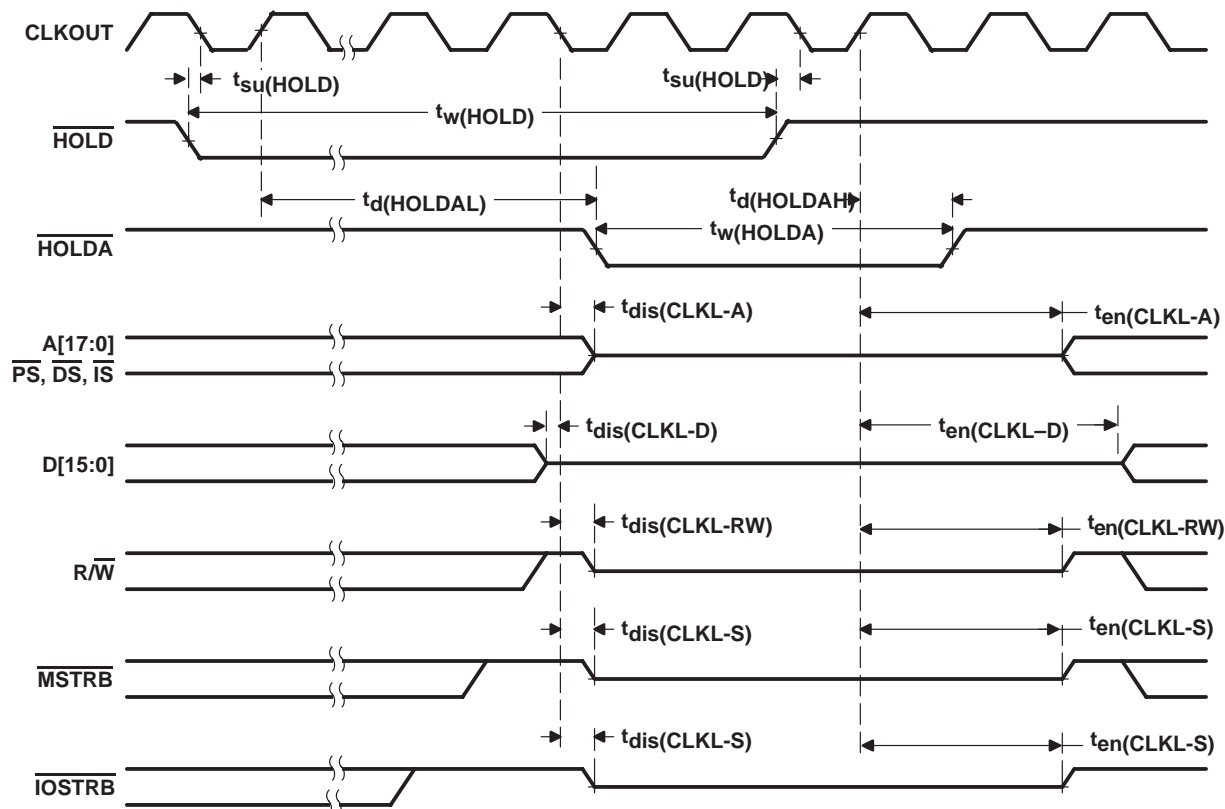 CLKOUT
tsu(HOLD)
tsu(HOLD)
tw(HOLD)
HOLD
td(HOLDAL)
td(HOLDAH)
tw(HOLDA)
HOLDA
tdis(CLKL-A)
ten(CLKL-A)
A[17:0]
PS, DS, IS
tdis(CLKL-D)
ten(CLKL–D)
D[15:0]
tdis(CLKL-RW)
ten(CLKL-RW)
R/W
tdis(CLKL-S)
ten(CLKL-S)
MSTRB
tdis(CLKL-S)
ten(CLKL-S)
IOSTRB